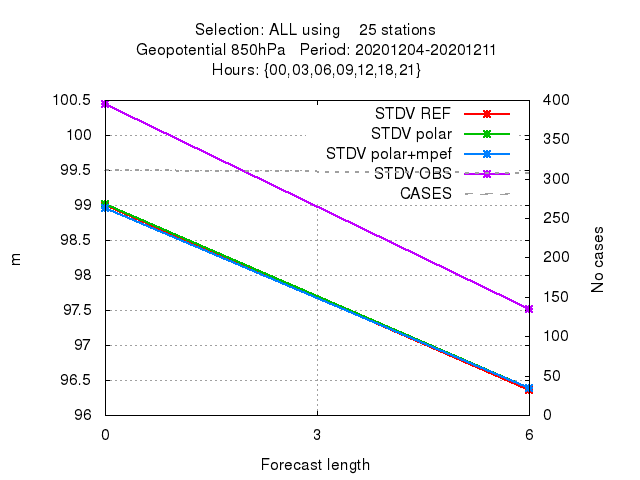 Selection: ALL using    25 stations
Geopotential 850hPa   Period: 20201204-20201211
Hours: {00,03,06,09,12,18,21}
100.5
100
99.5
99
98.5
98
97.5
97
96.5
96
m
STDV REF
STDV polar
STDV polar+mpef
STDV OBS
CASES
400
350
300
250
200
150
100
50
0
No cases
0
3
6
Forecast length